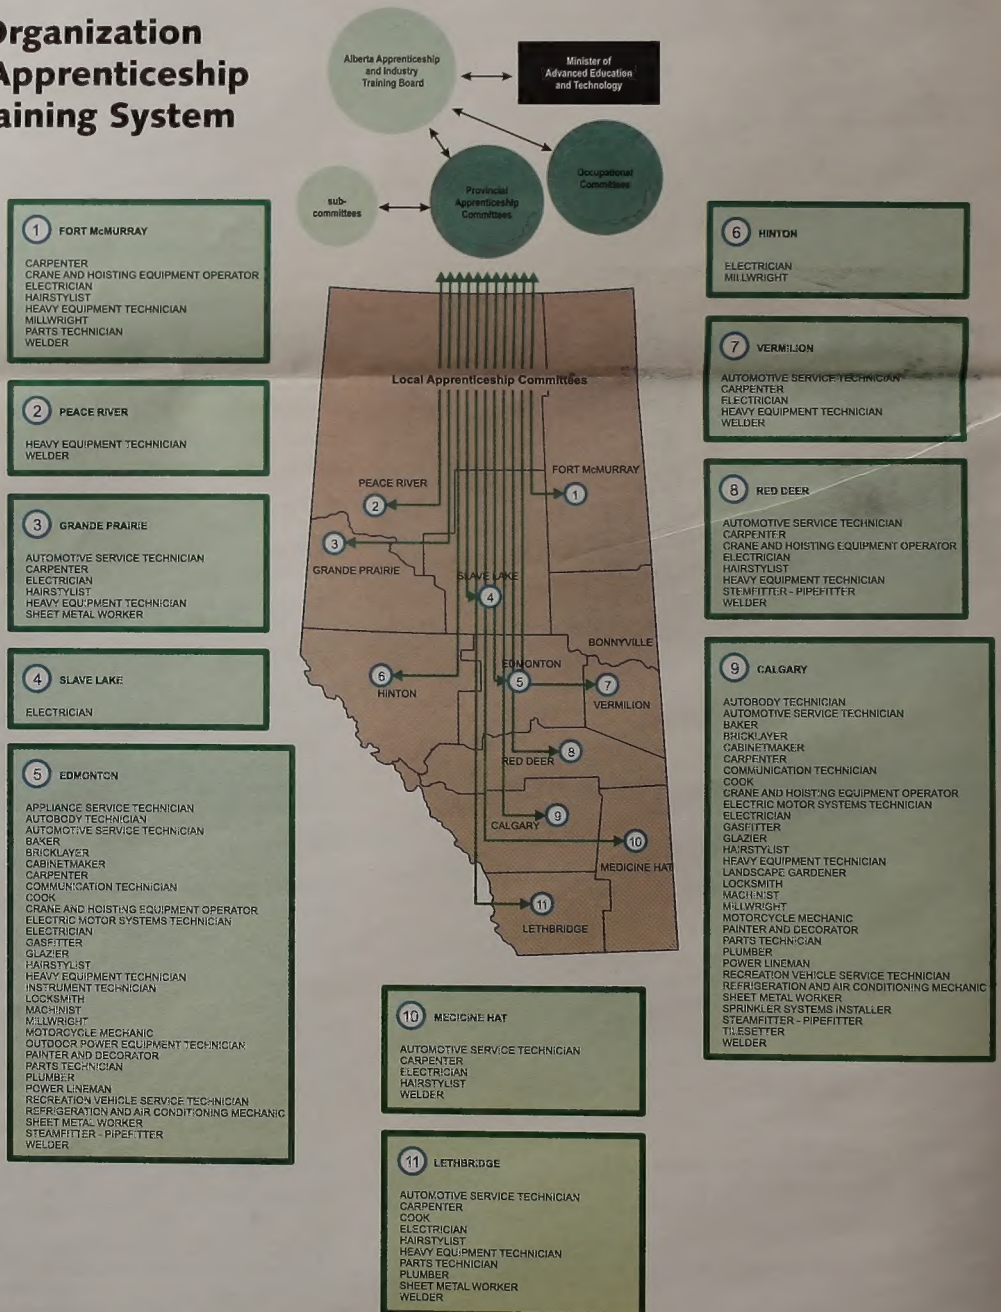 Organization
Apprenticeship
aining System
Alberta Apprenticeship
and Industry
Training Board
Minister of
Advanced Education
and Technology
sub-
committees
Provincial
Apprenticeship
Committees
Occupational
Committees
1 FORT McMURRAY
CARPENTER
CRANE AND HOISTING EQUIPMENT OPERATOR
ELECTRICIAN
HAIRSTYLIST
HEAVY EQUIPMENT TECHNICIAN
MILLWRIGHT
PARTS TECHNICIAN
WELDER
2 PEACE RIVER
HEAVY EQUIPMENT TECHNICIAN
WELDER
3 GRANDE PRAIRIE
AUTOMOTIVE SERVICE TECHNICIAN
CARPENTER
ELECTRICIAN
HAIRSTYLIST
HEAVY EQUIPMENT TECHNICIAN
SHEET METAL WORKER
4 SLAVE LAKE
ELECTRICIAN
5 EDMONTON
APPLIANCE SERVICE TECHNICIAN
AUTOBODY TECHNICIAN
AUTOMOTIVE SERVICE TECHNICIAN
BAKER
BRICKLAYER
CABINETMAKER
CARPENTER
COMMUNICATION TECHNICIAN
COOK
CRANE AND HOISTING EQUIPMENT OPERATOR
ELECTRIC MOTOR SYSTEMS TECHNICIAN
ELECTRICIAN
GASFITTER
GLAZIER
HAIRSTYLIST
HEAVY EQUIPMENT TECHNICIAN
INSTRUMENT TECHNICIAN
LOCKSMITH
MACHINIST
MILLWRIGHT
MOTORCYCLE MECHANIC
OUTDOOR POWER EQUIPMENT TECHNICIAN
PAINTER AND DECORATOR
PARTS TECHNICIAN
PLUMBER
POWER LINEMAN
RECREATION VEHICLE SERVICE TECHNICIAN
REFRIGERATION AND AIR CONDITIONING MECHANIC
SHEET METAL WORKER
STEAMFITTER - PIPEFITTER
WELDER
Local Apprenticeship Committees
PEACE RIVER
2
FORT McMURRAY
1
3
GRANDE PRAIRIE
SLAVE LAKE
4
BONNYVILLE
EDMONTON
6
HINTON
5
7
VERMILION
8
RED DEER
9
CALGARY
10
MEDICINE HAT
11
LETHBRIDGE
6 HINTON
ELECTRICIAN
MILLWRIGHT
7 VERMILION
AUTOMOTIVE SERVICE TECHNICIAN
CARPENTER
ELECTRICIAN
HEAVY EQUIPMENT TECHNICIAN
WELDER
8 RED DEER
AUTOMOTIVE SERVICE TECHNICIAN
CARPENTER
CRANE AND HOISTING EQUIPMENT OPERATOR
ELECTRICIAN
HAIRSTYLIST
HEAVY EQUIPMENT TECHNICIAN
STEMFITTER - PIPEFITTER
WELDER
9 CALGARY
AUTOBODY TECHNICIAN
AUTOMOTIVE SERVICE TECHNICIAN
BAKER
BRICKLAYER
CABINETMAKER
CARPENTER
COMMUNICATION TECHNICIAN
COOK
CRANE AND HOISTING EQUIPMENT OPERATOR
ELECTRIC MOTOR SYSTEMS TECHNICIAN
ELECTRICIAN
GASFITTER
GLAZIER
HAIRSTYLIST
HEAVY EQUIPMENT TECHNICIAN
LANDSCAPE GARDENER
LOCKSMITH
MACHINIST
MILLWRIGHT
MOTORCYCLE MECHANIC
PAINTER AND DECORATOR
PARTS TECHNICIAN
PLUMBER
POWER LINEMAN
RECREATION VEHICLE SERVICE TECHNICIAN
REFRIGERATION AND AIR CONDITIONING MECHANIC
SHEET METAL WORKER
SPRINKLER SYSTEMS INSTALLER
STEAMFITTER - PIPEFITTER
TILESETTER
WELDER
10 MEDICINE HAT
AUTOMOTIVE SERVICE TECHNICIAN
CARPENTER
ELECTRICIAN
HAIRSTYLIST
WELDER
11 LETHBRIDGE
AUTOMOTIVE SERVICE TECHNICIAN
CARPENTER
COOK
ELECTRICIAN
HAIRSTYLIST
HEAVY EQUIPMENT TECHNICIAN
PARTS TECHNICIAN
PLUMBER
SHEET METAL WORKER
WELDER